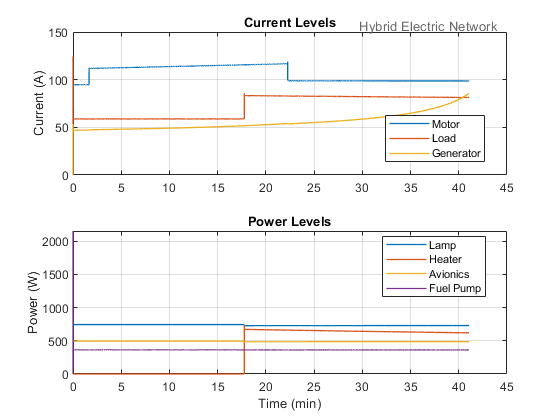 Current Levels
Hybrid Electric Network
150
100
50
0
Current (A)
Motor
Load
Generator
0 5 10 15 20 25 30 35 40 45
Power Levels
2000
1500
1000
500
0
Power (W)
Lamp
Heater
Avionics
Fuel Pump
0 5 10 15 20 25 30 35 40 45
Time (min)